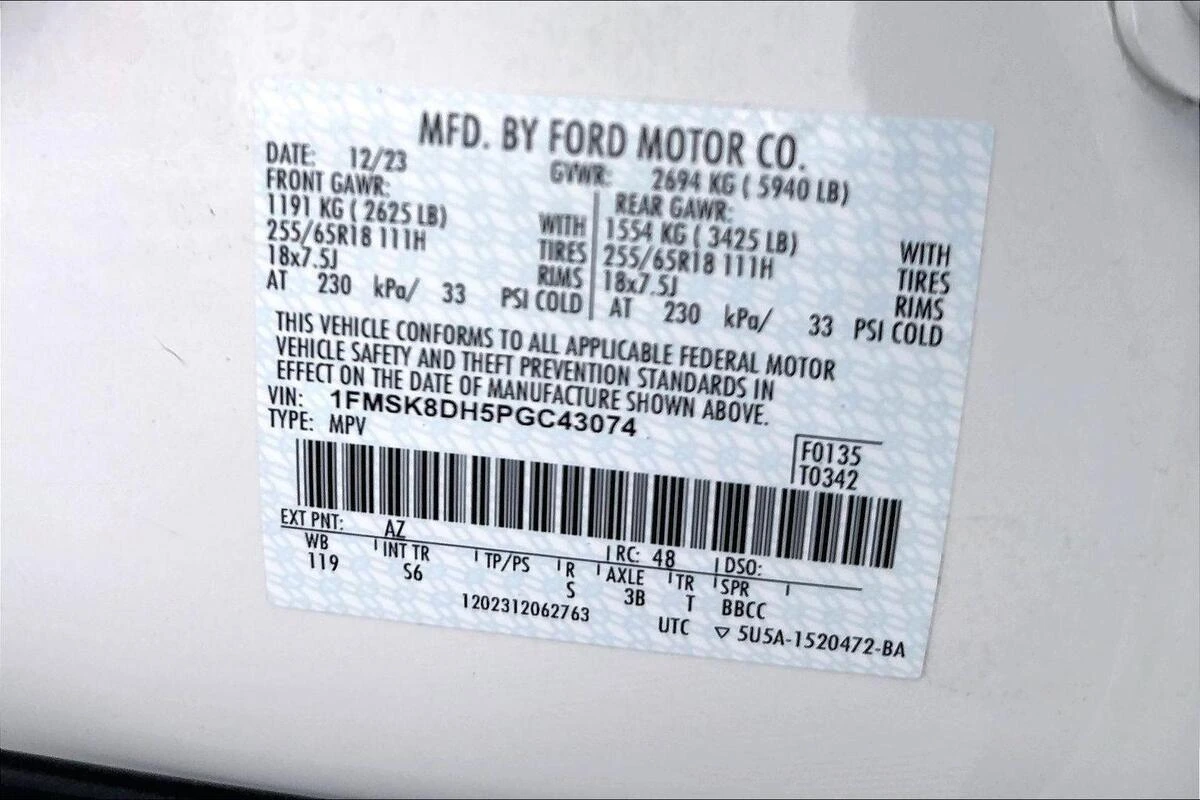 MFD. BY FORD MOTOR CO.
DATE: 12/23 GVWR: 2694 KG ( 5940 LB)
FRONT GAWR: REAR GAWR:
1191 KG ( 2625 LB) WITH 1554 KG ( 3425 LB) WITH
255/65R18 111H TIRES 255/65R18 111H TIRES
18x7.5J RIMS 18x7.5J RIMS
AT 230 kPa/ 33 PSI COLD AT 230 kPa/ 33 PSI COLD
THIS VEHICLE CONFORMS TO ALL APPLICABLE FEDERAL MOTOR
VEHICLE SAFETY AND THEFT PREVENTION STANDARDS IN
EFFECT ON THE DATE OF MANUFACTURE SHOWN ABOVE.
VIN: 1FMSK8DH5PGC43074
TYPE: MPV
F0135
T0342
EXT PNT: AZ RC: 48 DSO:
WB INT TR TP/PS R AXLE TR SPR
119 S6 S 3B T BBCC
1202312062763 UTC ▽ 5U5A-1520472-BA